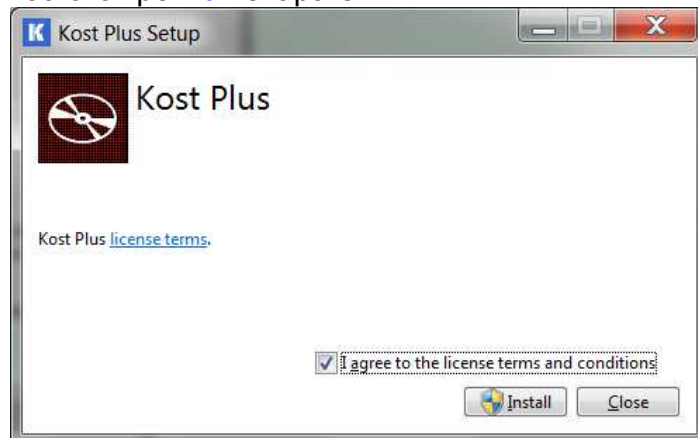 Kost Plus Setup
Kost Plus
Kost Plus license terms.
I agree to the license terms and conditions
Install
Close